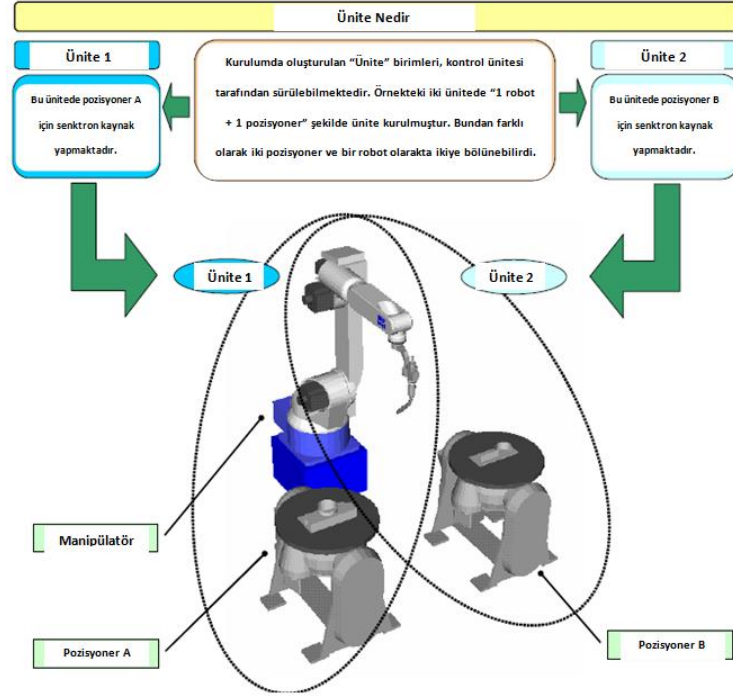 Ünite Nedir
Ünite 1
Bu ünitede pozisyoner A
için senktron kaynak
yapmaktadır.
Kurulumda oluşturulan “Ünite” birimleri, kontrol ünitesi
tarafından sürülebilmektedir. Örnekteki iki ünitede “1 robot
+ 1 pozisyoner” şekilde ünite kurulmuştur. Bundan farklı
olarak iki pozisyoner ve bir robot olarakta ikiye bölünebilirdi.
Ünite 2
Bu ünitede pozisyoner B
için senktron kaynak
yapmaktadır.
Ünite 1
Ünite 2
Manipülatör
Pozisyoner A
Pozisyoner B